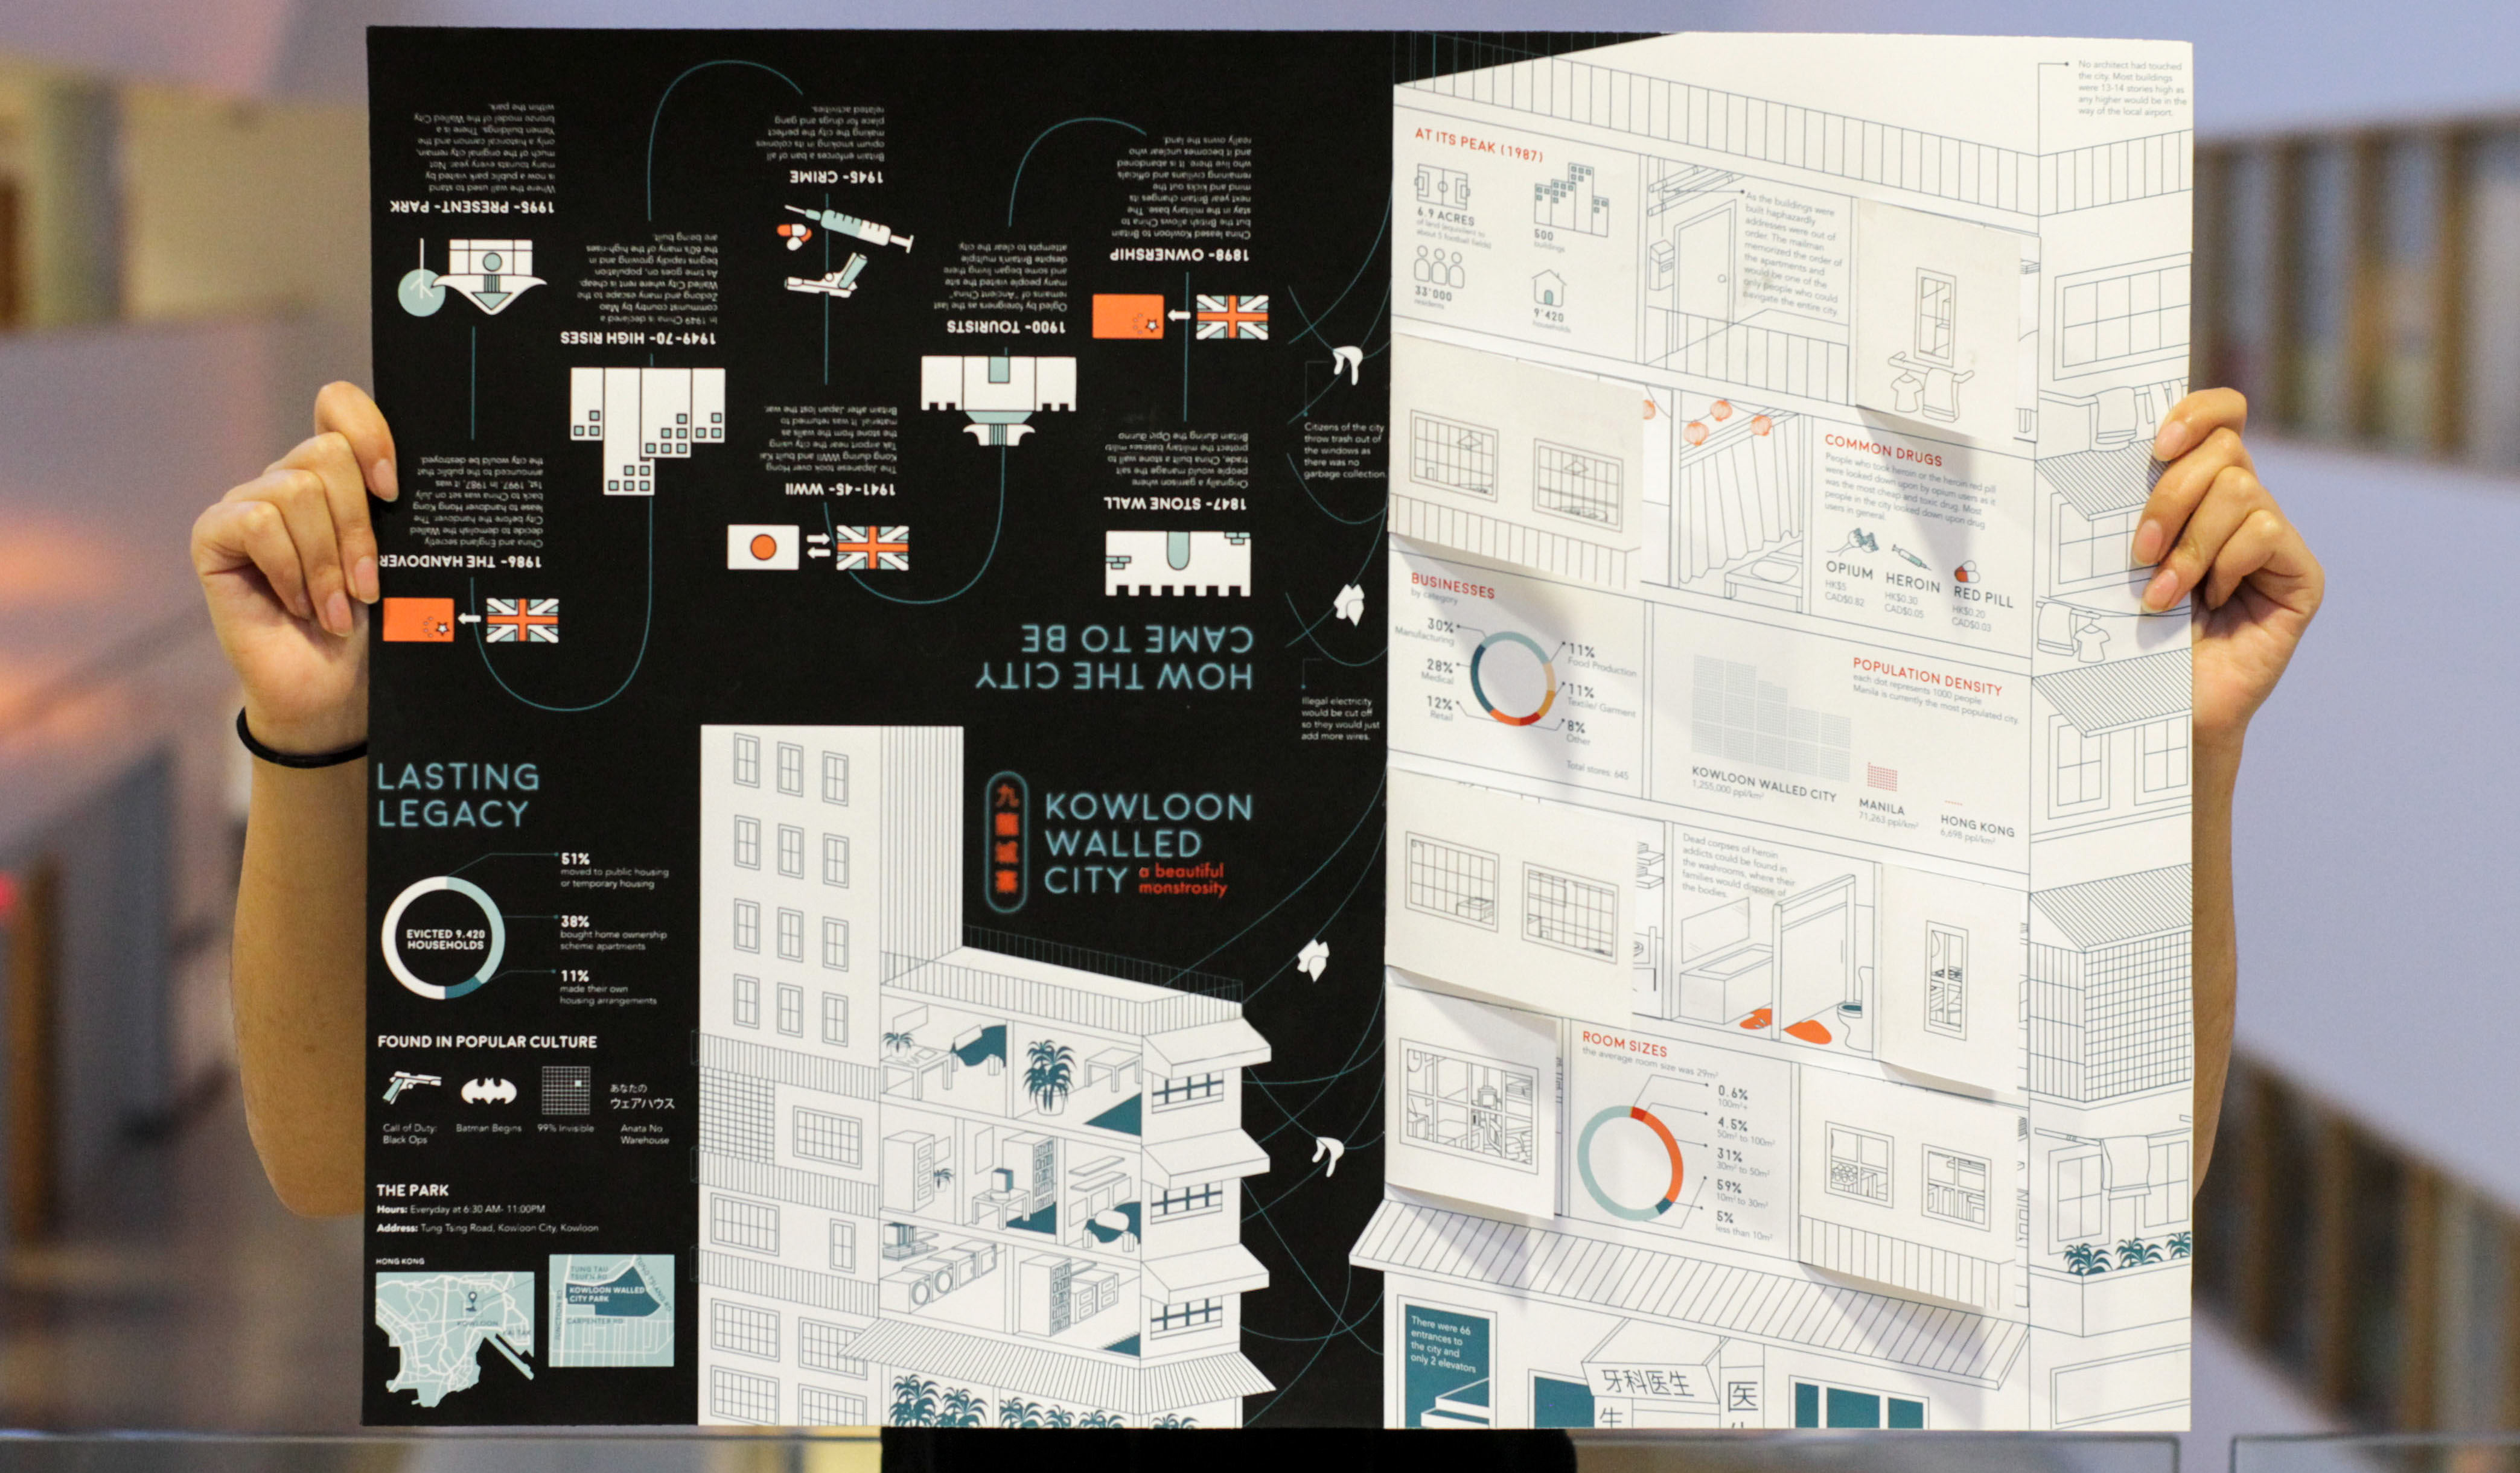 HOW THE CITY
CAME TO BE
1847- STONE WALL
Originally a garrison where
people would manage the salt
trade, China built a stone wall to
protect the military bases
Britain during the
1898- OWNERSHIP
China leased Kowloon to Britain
but the British allows China to
stay in the military base. The
next year Britain changes its
mind and kicks out the
remaining civilians and officials
who live there. It is abandoned
and it becomes unclear who
really owns the land.
1900- TOURISTS
Ogled by foreigners as the last
remains of "Ancient China"
many people visited the site
and some began living there
despite Britain's multiple
attempts to clear the city.
1941-45- WWII
The Japanese took over Hong
Kong during WWII and built Kai
Tak airport near the city using
the stone from the walls as
material. It was returned to
Britain after Japan lost the war.
1945- CRIME
Britain enforces a ban of all
opium smoking in its colonies
making the city the perfect
place for drugs and gang
related activities.
1949-70- HIGH RISES
In 1949 China is declared a
communist country by Mao
Zedong and many escape to the
Walled City where rent is cheap.
As time goes on, population
begins rapidly growing and in
the 60's many of the high-rises
are being built.
1986- THE HANDOVER
China and England secretly
decide to demolish the Walled
City before the handover. The
lease to handover Hong Kong
back to China was set on July
1st, 1997. In 1987, it was
announced to the public that
the city would be destroyed.
1995- PRESENT- PARK
Where the wall used to stand
is now a public park visited by
many tourists every year. Not
much of the original city remain,
only a historical cannon and the
Yamen buildings. There is a
bronze model of the Walled City
within the park.
LASTING
LEGACY
EVICTED 9.420
HOUSEHOLDS
51%
moved to public housing
or temporary housing
38%
bought home ownership
scheme apartments
11%
made their own
housing arrangements
FOUND IN POPULAR CULTURE
あなたの
ウェアハウス
Call of Duty:
Black Ops
Batman Begins
99% Invisible
Anata No
Warehouse
THE PARK
Hours: Everyday at 6:30 AM- 11:00PM
Address: Tung Tsing Road, Kowloon City, Kowloon
HONG KONG
KOWLOON
KAI TAK
TUNG TAU
TSUEN RD
KOWLOON WALLED
CITY PARK
CARPENTER RD
JUNCTION RD
九龍城寨
KOWLOON
WALLED
CITY a beautiful
monstrosity
Citizens of the city
throw trash out of
the windows as
there was no
garbage collection.
Illegal electricity
would be cut off
so they would just
add more wires.
No architect had touched
the city. Most buildings
were 13-14 stories high as
any higher would be in the
way of the local airport.
AT ITS PEAK (1987)
6.9 ACRES
of land (equivalent to
about 5 football fields)
500
buildings
33'000
residents
9'420
households
As the buildings were
built haphazardly
addresses were out of
order. The mailman
memorized the order of
the apartments and
would be one of the
only people who could
navigate the entire city.
COMMON DRUGS
People who took heroin or the heroin red pill
were looked down upon by opium users as it
was the most cheap and toxic drug. Most
people in the city looked down upon drug
users in general.
OPIUM
HK$5
CAD$0.82
HEROIN
HK$0.30
CAD$0.05
RED PILL
HK$0.20
CAD$0.03
BUSINESSES
by category
30%
Manufacturing
28%
Medical
12%
Retail
11%
Food Production
11%
Textile/ Garment
8%
Other
Total stores: 645
POPULATION DENSITY
each dot represents 1000 people
Manila is currently the most populated city.
KOWLOON WALLED CITY
1,255,000 ppl/km²
MANILA
71,263 ppl/km²
HONG KONG
6,698 ppl/km²
Dead corpses of heroin
addicts could be found in
the washrooms, where their
families would dispose of
the bodies.
ROOM SIZES
the average room size was 29m²
0.6%
100m²+
4.5%
50m² to 100m²
31%
30m² to 50m²
59%
10m² to 30m²
5%
less than 10m²
There were 66
entrances to
the city and
only 2 elevators
牙科医生
牛
医